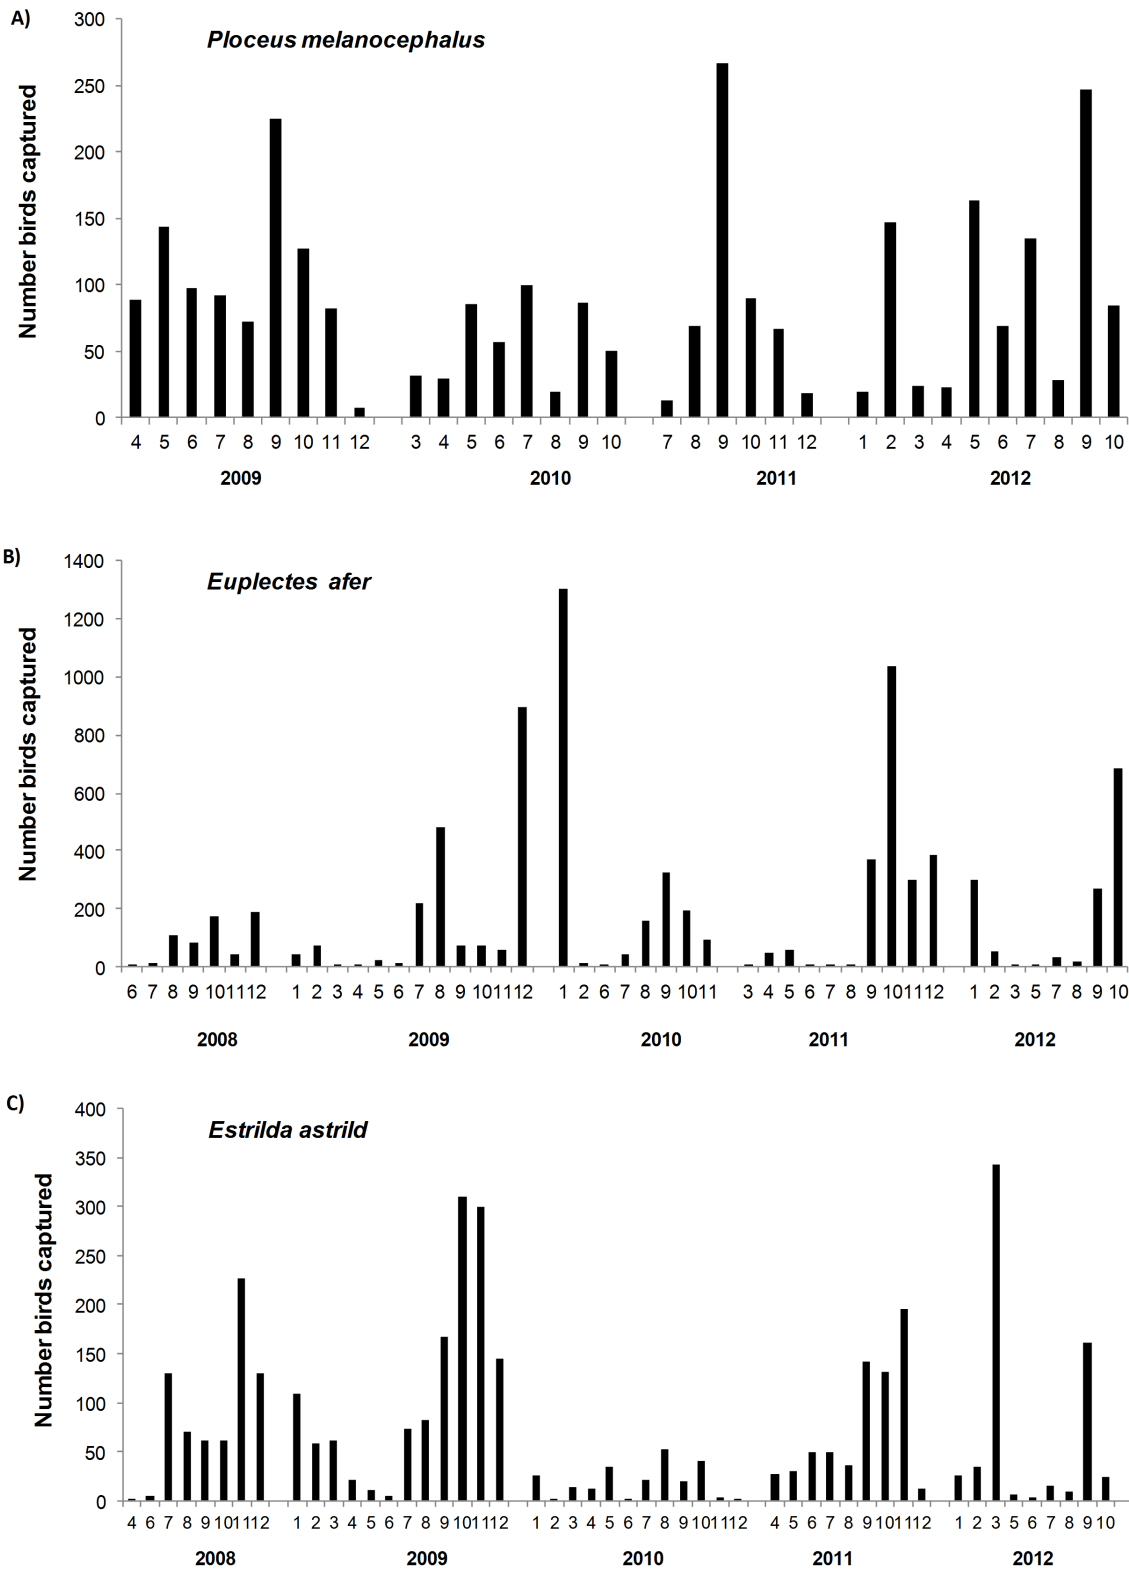 A)
Ploceus melanocephalus
Number birds captured
300
250
200
150
100
50
0
4 5 6 7 8 9 10 11 12 3 4 5 6 7 8 9 10 7 8 9 10 11 12 1 2 3 4 5 6 7 8 9 10
2009 2010 2011 2012
B)
Euplectes afer
Number birds captured
1400
1200
1000
800
600
400
200
0
6 7 8 9 10 11 12 1 2 3 4 5 6 7 8 9 10 11 12 1 2 6 7 8 9 10 11 3 4 5 6 7 8 9 10 11 12 1 2 3 5 7 8 9 10
2008 2009 2010 2011 2012
C)
Estrilda astrild
Number birds captured
400
350
300
250
200
150
100
50
0
4 6 7 8 9 10 11 12 1 2 3 4 5 6 7 8 9 10 11 12 1 2 3 4 5 6 7 8 9 10 11 12 4 5 6 7 8 9 10 11 12 1 2 3 5 6 7 8 9 10
2008 2009 2010 2011 2012